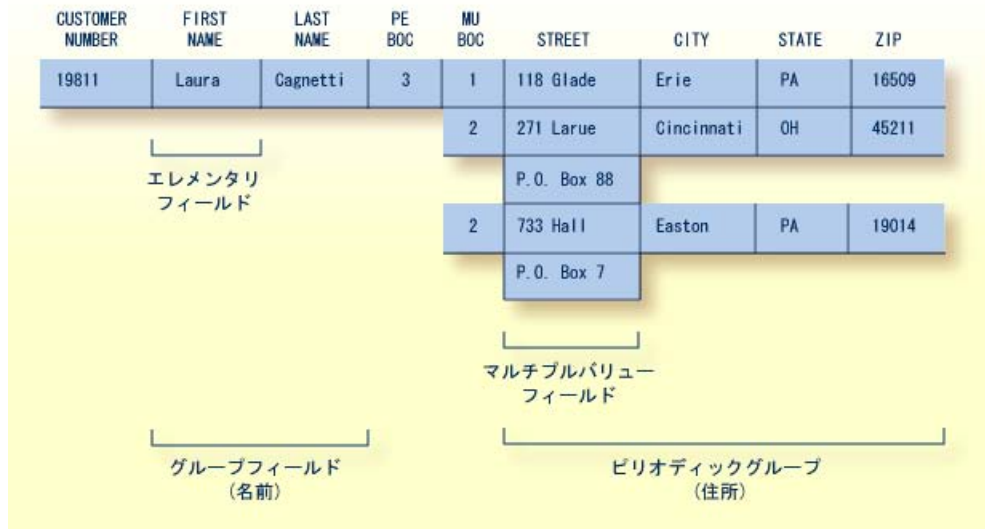 CUSTOMER FIRST LAST PE MU
NUMBER NAME NAME BOC BOC STREET CITY STATE ZIP
19811 Laura Cagnetti 3 1 118 Glade Erie PA 16509
2 271 Larue Cincinnati OH 45211
P.O. Box 88
2 733 Hall Easton PA 19014
P.O. Box 7
エレメンタリ
フィールド
マルチプルバリュー
フィールド
グループフィールド
(名前)
ピリオディックグループ
(住所)